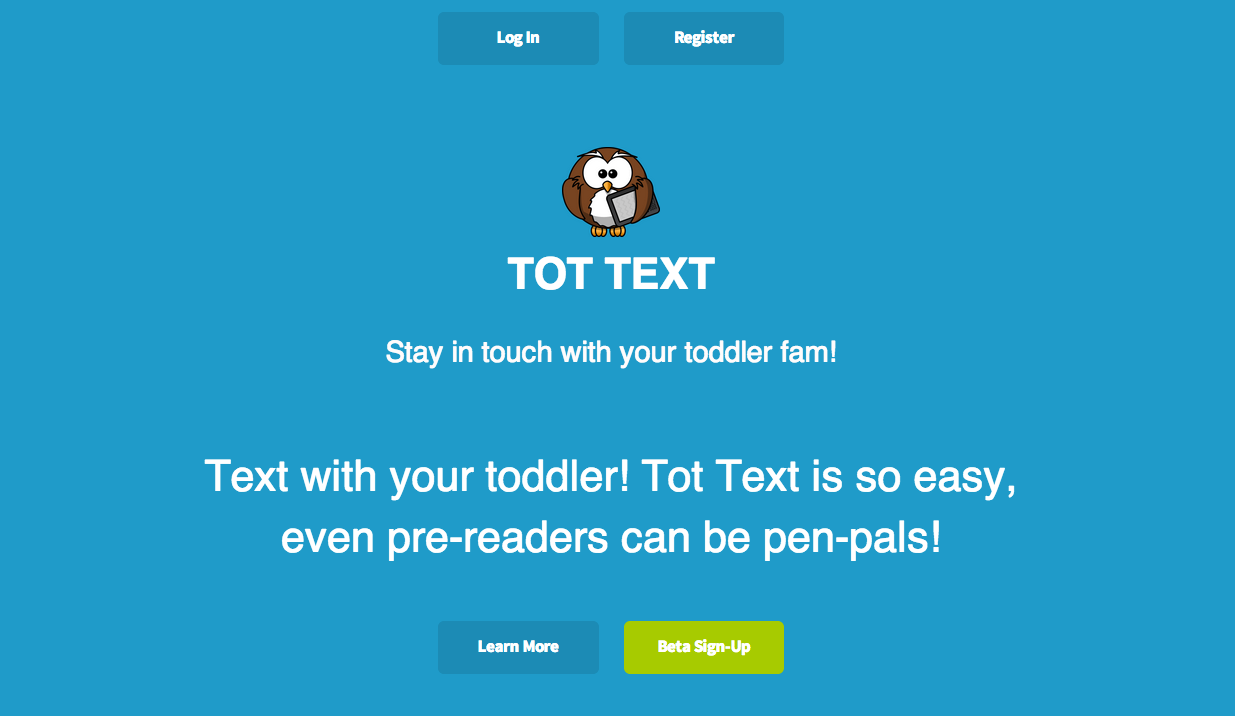 Log In Register
TOT TEXT
Stay in touch with your toddler fam!
Text with your toddler! Tot Text is so easy,
even pre-readers can be pen-pals!
Learn More Beta Sign-Up